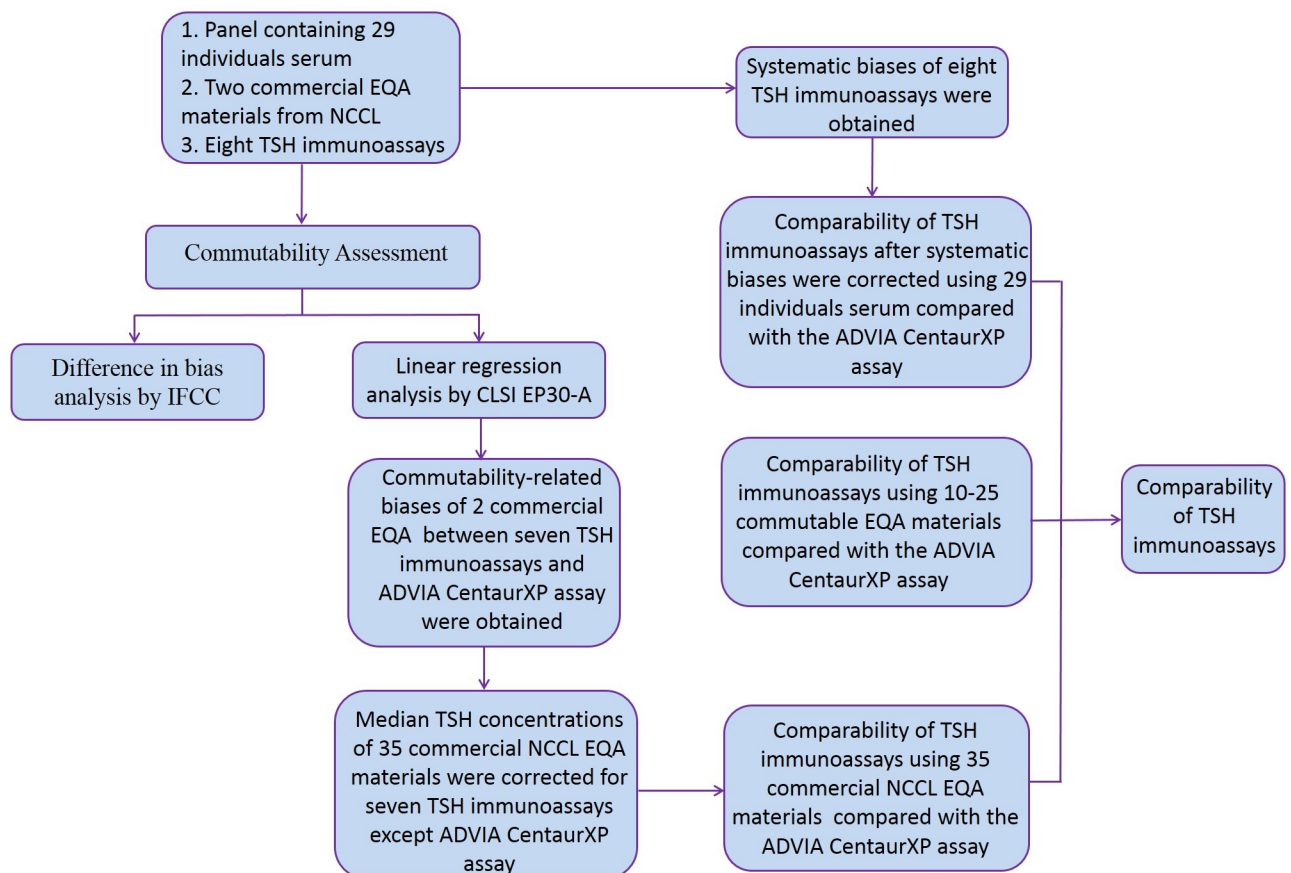 1. Panel containing 29
individuals serum
2. Two commercial EQA
materials from NCCL
3. Eight TSH immunoassays
Systematic biases of eight
TSH immunoassays were
obtained
Commutability Assessment
Comparability of TSH
immunoassays after systematic
biases were corrected using 29
individuals serum compared
with the ADVIA CentaurXP
assay
Difference in bias
analysis by IFCC
Linear regression
analysis by CLSI EP30-A
Commutability-related
biases of 2 commercial
EQA between seven TSH
immunoassays and
ADVIA CentaurXP assay
were obtained
Comparability of TSH
immunoassays using 10-25
commutable EQA materials
compared with the ADVIA
CentaurXP assay
Comparability
of TSH
immunoassays
Median TSH concentrations
of 35 commercial NCCL EQA
materials were corrected for
seven TSH immunoassays
except ADVIA CentaurXP
assay
Comparability of TSH
immunoassays using 35
commercial NCCL EQA
materials compared with the
ADVIA CentaurXP assay